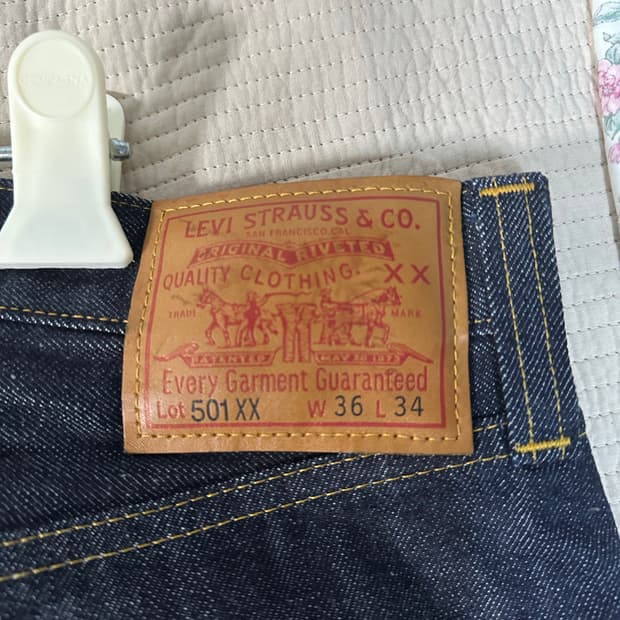 LEVI STRAUSS & CO.
SAN FRANCISCO, CAL
ORIGINAL RIVETED
QUALITY CLOTHING. XX
TRADE MARK
PATENTED MAY 20 1873
Every Garment Guaranteed
Lot 501XX W 36 L 34